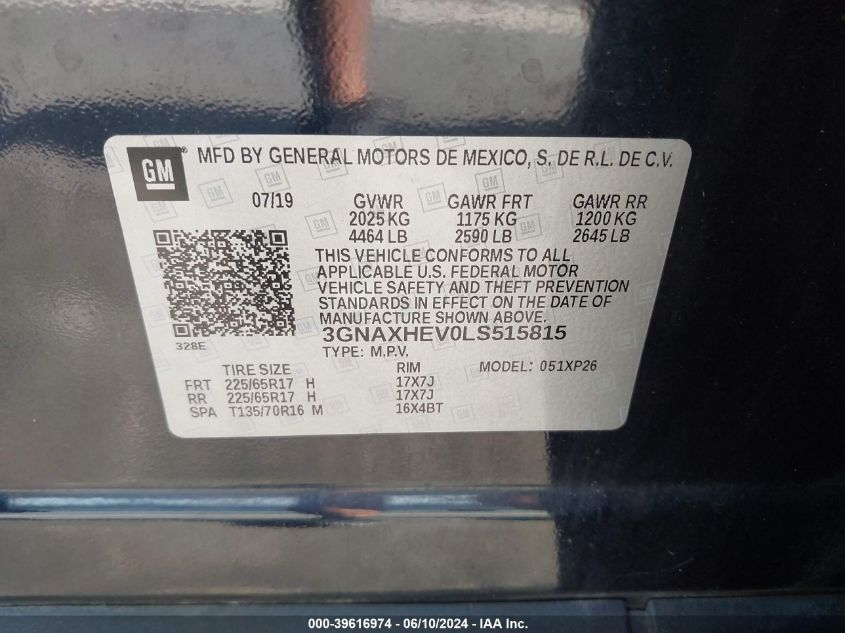 GM MFD BY GENERAL MOTORS DE MEXICO, S. DE R.L. DE C.V.
07/19 GVWR GAWR FRT GAWR RR
2025 KG 1175 KG 1200 KG
4464 LB 2590 LB 2645 LB
THIS VEHICLE CONFORMS TO ALL
APPLICABLE U.S. FEDERAL MOTOR
VEHICLE SAFETY AND THEFT PREVENTION
STANDARDS IN EFFECT ON THE DATE OF
MANUFACTURE SHOWN ABOVE.
3GNAXHEV0LS515815
328E
TYPE: M.P.V.
TIRE SIZE RIM MODEL: 051XP26
FRT 225/65R17 H 17X7J
RR 225/65R17 H 17X7J
SPA T135/70R16 M 16X4BT
000-39616974 / 06/10/2024 - IAA Inc.